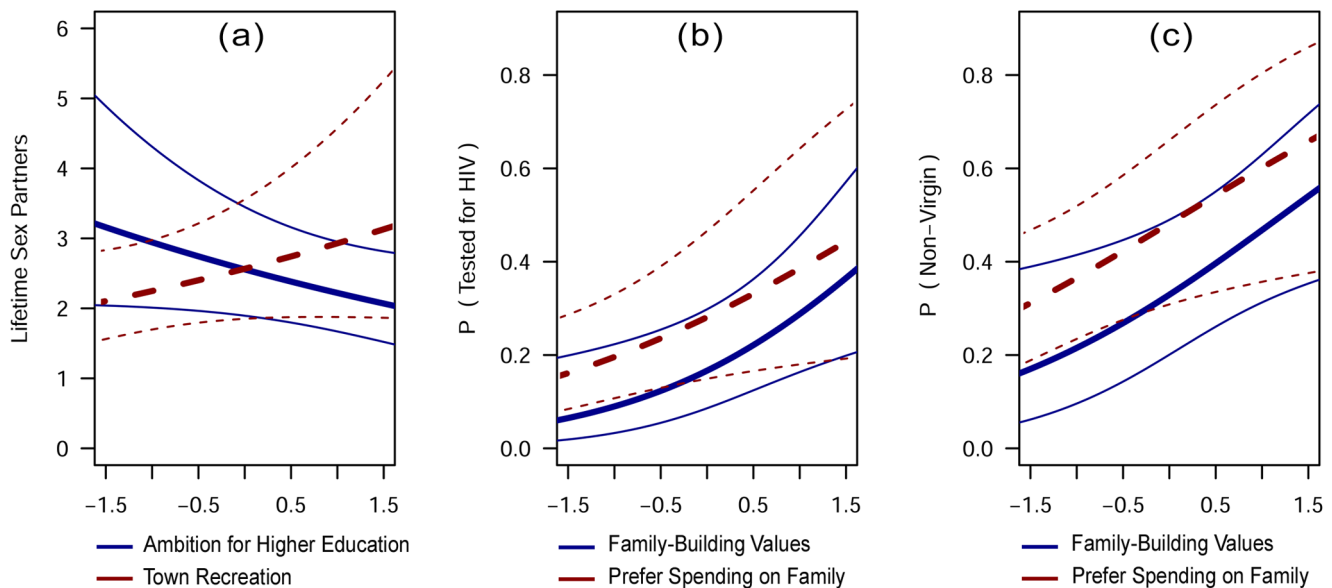 (a)
Lifetime Sex Partners
6
5
4
3
2
1
0
−1.5 −0.5 0.5 1.5
Ambition for Higher Education
Town Recreation
(b)
P ( Tested for HIV )
0.8
0.6
0.4
0.2
0.0
−1.5 −0.5 0.5 1.5
Family-Building Values
Prefer Spending on Family
(c)
P ( Non−Virgin )
0.8
0.6
0.4
0.2
0.0
−1.5 −0.5 0.5 1.5
Family-Building Values
Prefer Spending on Family